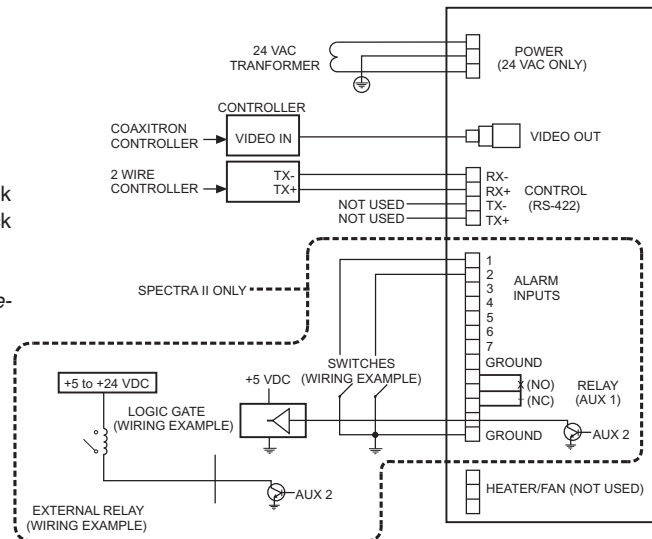 24 VAC
TRANFORMER
POWER
(24 VAC ONLY)
CONTROLLER
COAXITRON
CONTROLLER
VIDEO IN
VIDEO OUT
2 WIRE
CONTROLLER
TX-
TX+
NOT USED
NOT USED
RX-
RX+
TX-
TX+
CONTROL
(RS-422)
k
k
e-
SPECTRA II ONLY
1
2
3
4
5
6
7
GROUND
ALARM
INPUTS
SWITCHES
(WIRING EXAMPLE)
(NO)
(NC)
RELAY
(AUX 1)
+5 to +24 VDC
+5 VDC
LOGIC GATE
(WIRING EXAMPLE)
GROUND
AUX 2
AUX 2
EXTERNAL RELAY
(WIRING EXAMPLE)
HEATER/FAN (NOT USED)